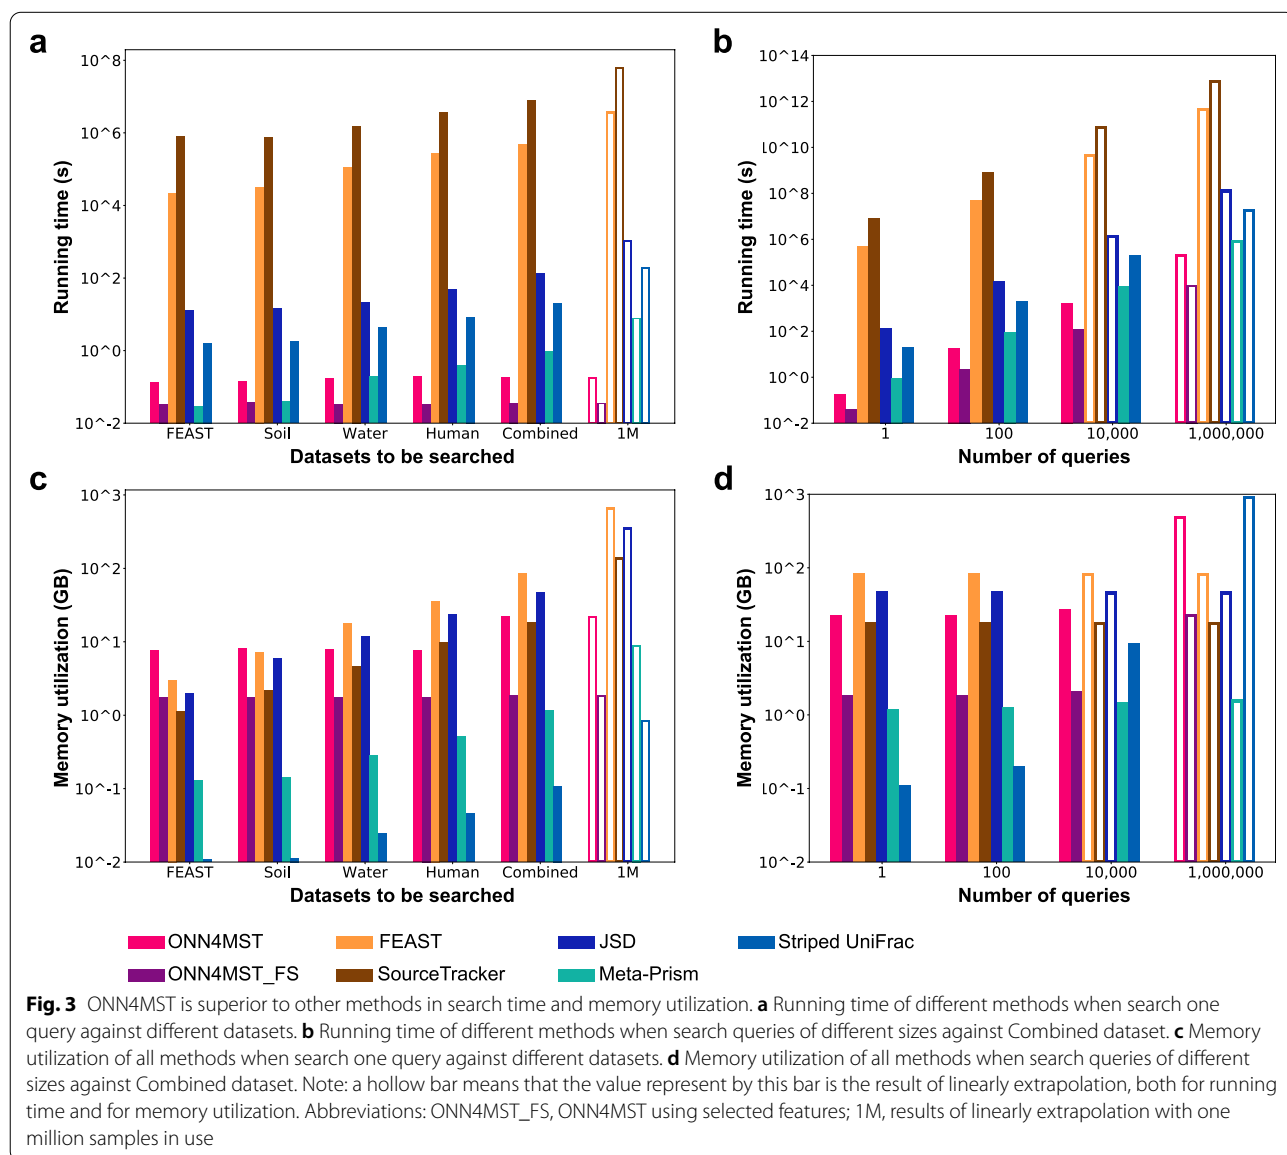 a
10^8
10^6
10^4
10^2
10^0
10^-2
Running time (s)
FEAST Soil Water Human Combined 1M
Datasets to be searched
b
10^14
10^12
10^10
10^8
10^6
10^4
10^2
10^0
10^-2
Running time (s)
1 100 10,000 1,000,000
Number of queries
c
10^3
10^2
10^1
10^0
10^-1
10^-2
Memory utilization (GB)
FEAST Soil Water Human Combined 1M
Datasets to be searched
d
10^3
10^2
10^1
10^0
10^-1
10^-2
Memory utilization (GB)
1 100 10,000 1,000,000
Number of queries
ONN4MST FEAST JSD Striped UniFrac
ONN4MST_FS SourceTracker Meta-Prism
Fig. 3 ONN4MST is superior to other methods in search time and memory utilization. a Running time of different methods when search one
query against different datasets. b Running time of different methods when search queries of different sizes against Combined dataset. c Memory
utilization of all methods when search one query against different datasets. d Memory utilization of all methods when search queries of different
sizes against Combined dataset. Note: a hollow bar means that the value represent by this bar is the result of linearly extrapolation, both for running
time and for memory utilization. Abbreviations: ONN4MST_FS, ONN4MST using selected features; 1M, results of linearly extrapolation with one
million samples in use